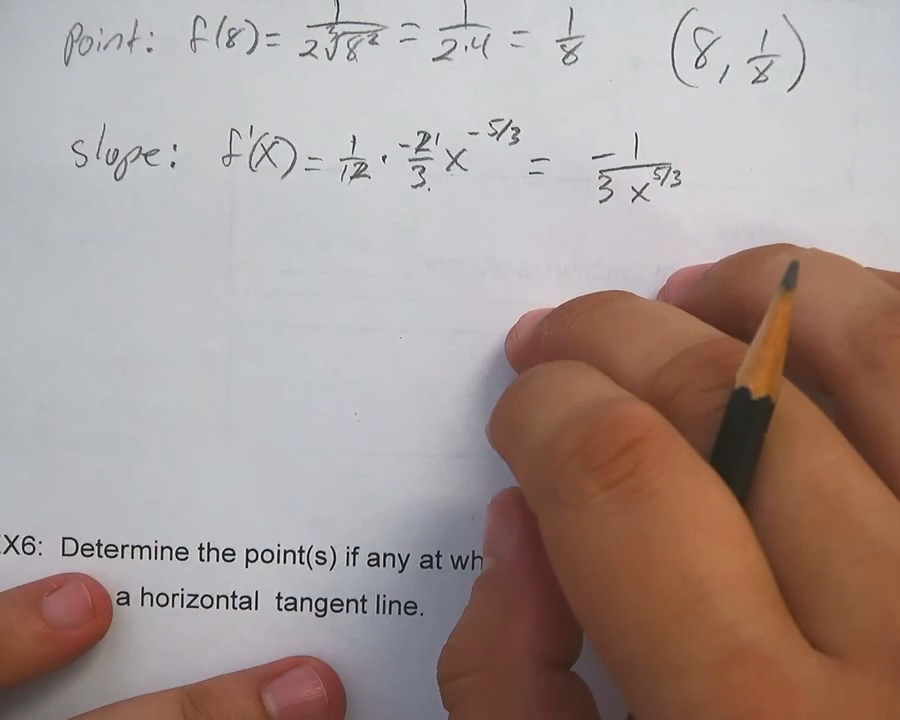 Point: f(8) = 1/(2∛8²) = 1/(2·4) = 1/8 (8, 1/8)
Slope: f'(x) = 1/2 · -2/3 x^(-5/3) = -1/(3x^(5/3))
X6: Determine the point(s) if any at wh
a horizontal tangent line.